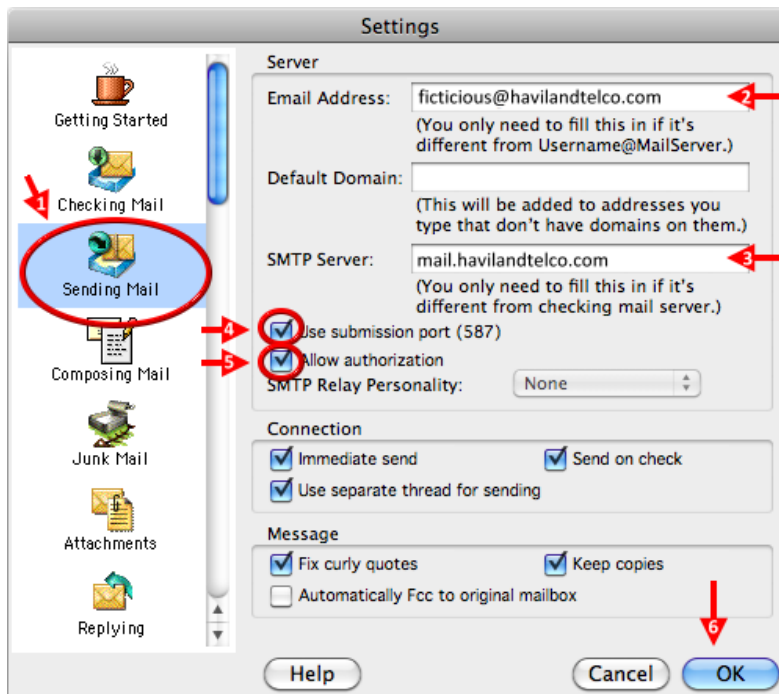 Settings
Getting Started
Checking Mail
1
Sending Mail
Composing Mail
Junk Mail
Attachments
Replying
Server
Email Address: ficticious@havilandtelco.com 2
(You only need to fill this in if it's
different from Username@MailServer.)
Default Domain:
(This will be added to addresses you
type that don't have domains on them.)
SMTP Server: mail.havilandtelco.com 3
(You only need to fill this in if it's
different from checking mail server.)
4 Use submission port (587)
5 Allow authorization
SMTP Relay Personality: None
Connection
Immediate send Send on check
Use separate thread for sending
Message
Fix curly quotes Keep copies
Automatically Fcc to original mailbox
6
Help Cancel OK